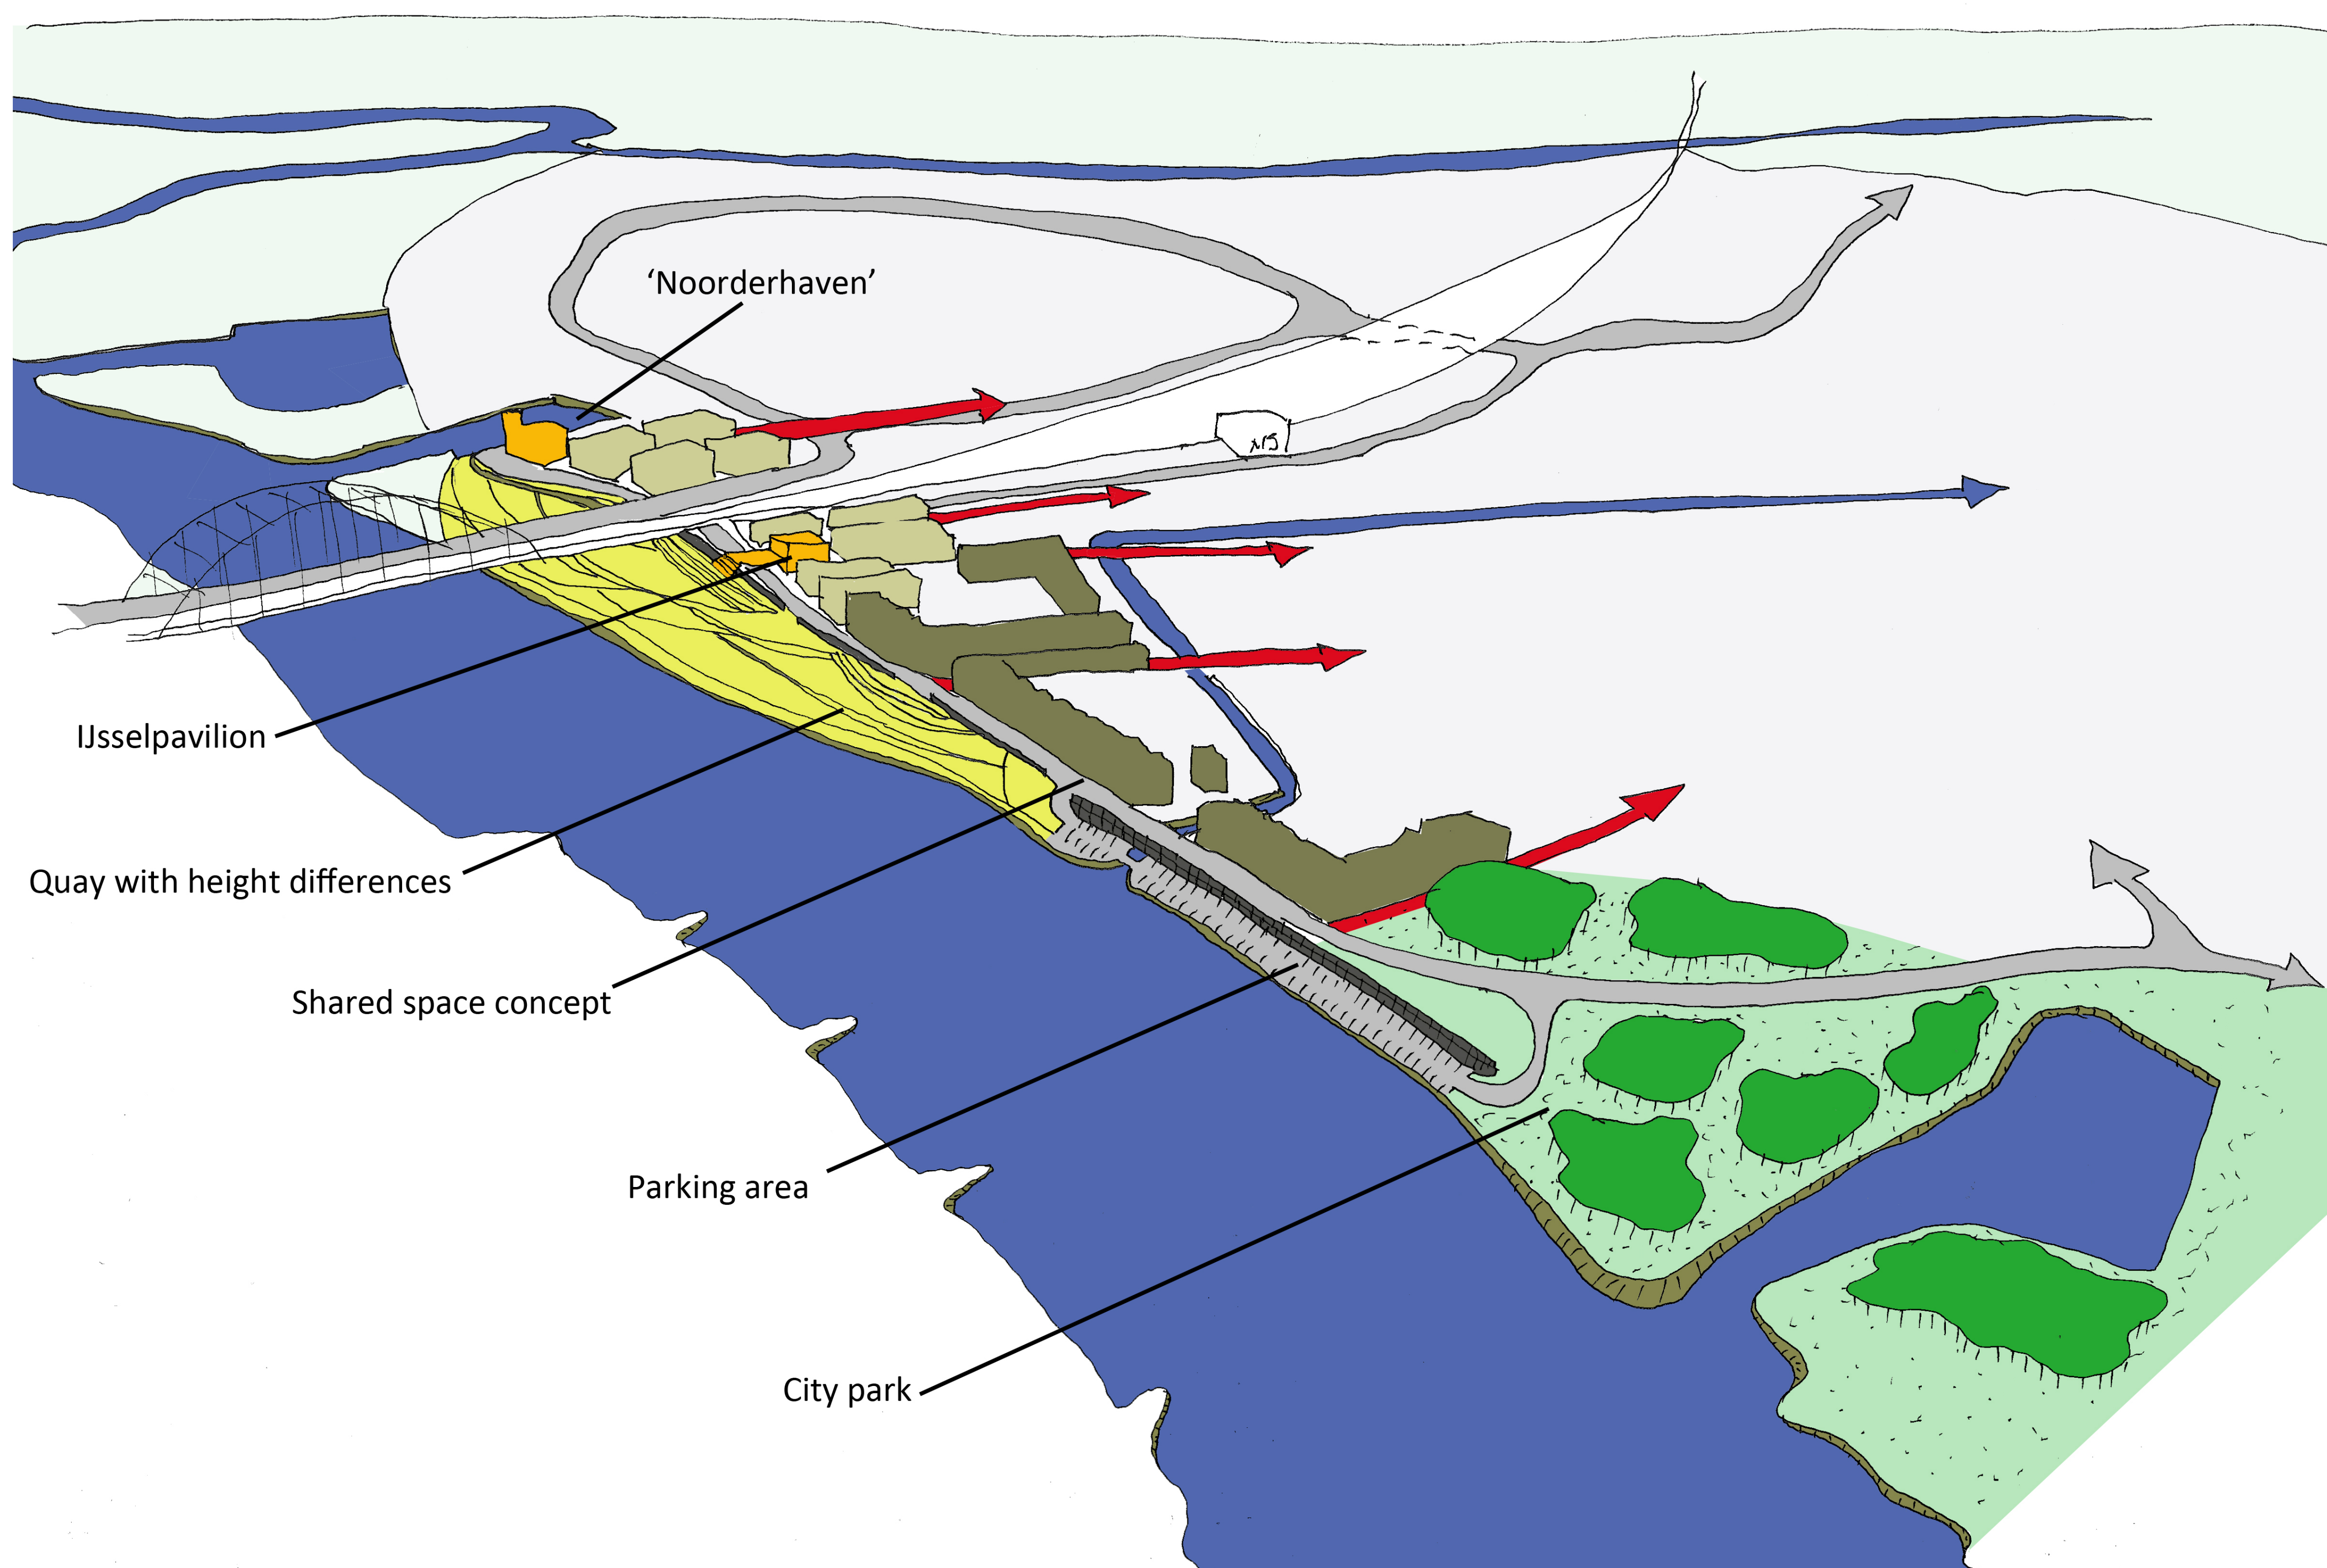 ‘Noorderhaven’
IJsselpavilion
Quay with height differences
Shared space concept
Parking area
City park